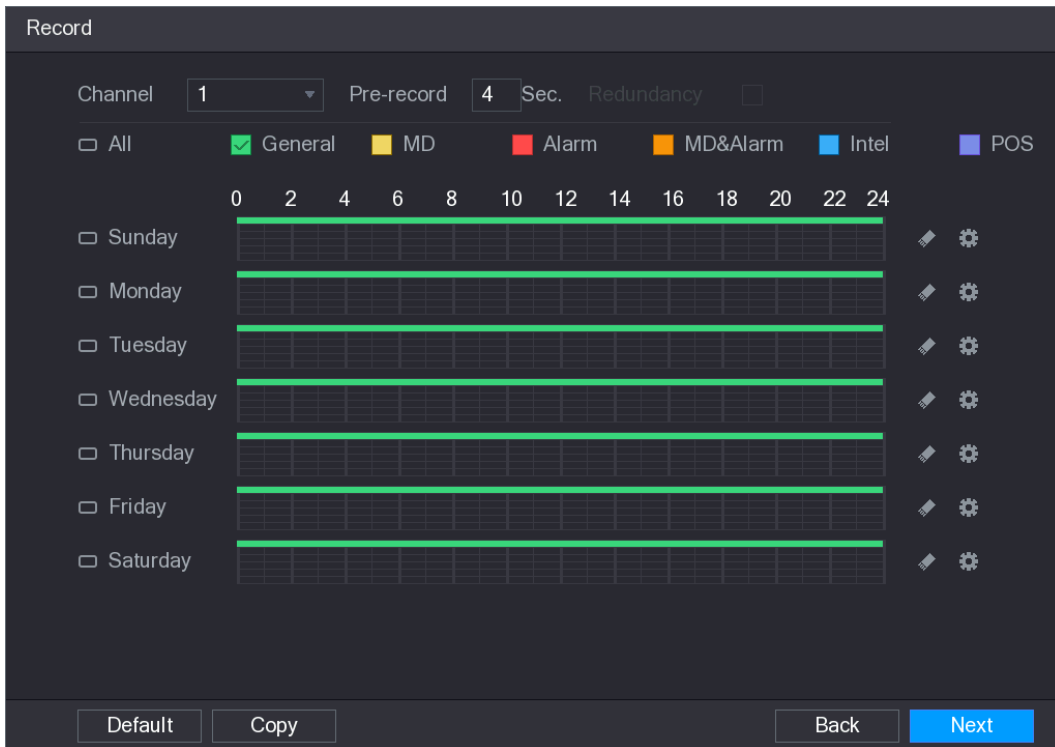 Record
Channel 1 Pre-record 4 Sec. Redundancy
All General MD Alarm MD&Alarm Intel POS
0 2 4 6 8 10 12 14 16 18 20 22 24
Sunday
Monday
Tuesday
Wednesday
Thursday
Friday
Saturday
Default Copy Back Next